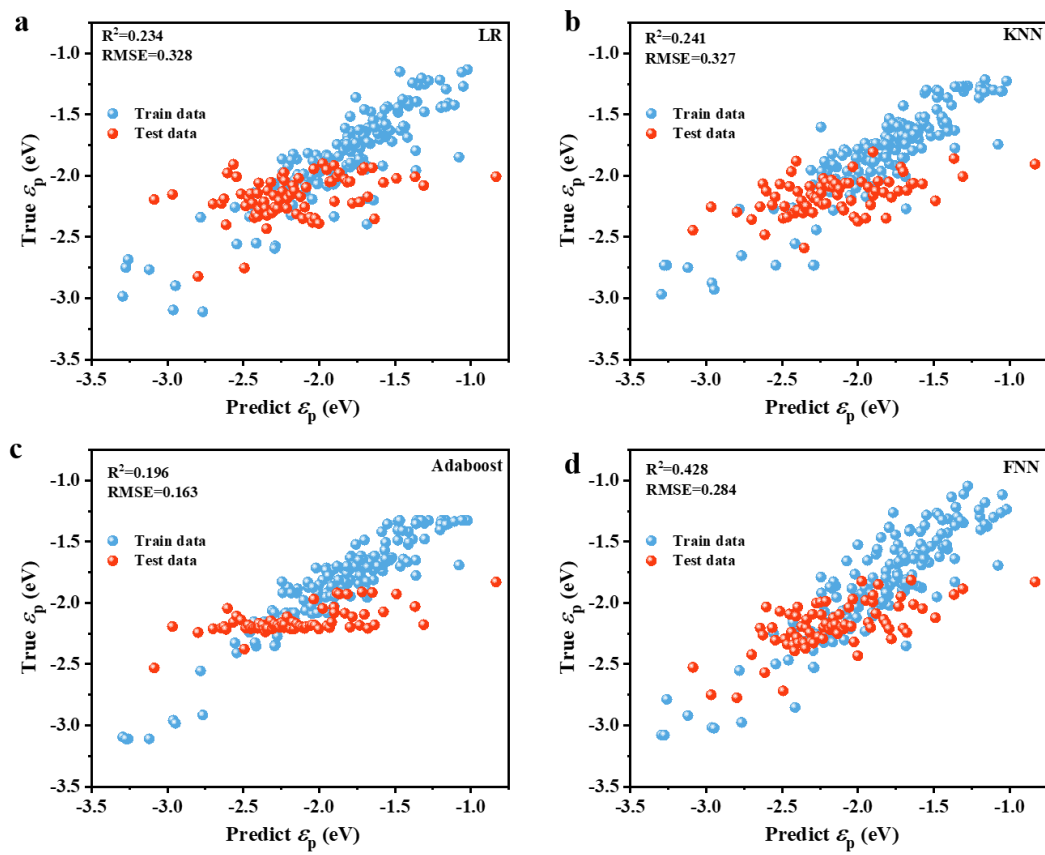 a
R²=0.234
RMSE=0.328
LR
Train data
Test data
True εp (eV)
-1.0
-1.5
-2.0
-2.5
-3.0
-3.5
-3.5 -3.0 -2.5 -2.0 -1.5 -1.0
Predict εp (eV)
b
R²=0.241
RMSE=0.327
KNN
Train data
Test data
True εp (eV)
-1.0
-1.5
-2.0
-2.5
-3.0
-3.5
-3.5 -3.0 -2.5 -2.0 -1.5 -1.0
Predict εp (eV)
c
R²=0.196
RMSE=0.163
Adaboost
Train data
Test data
True εp (eV)
-1.0
-1.5
-2.0
-2.5
-3.0
-3.5
-3.5 -3.0 -2.5 -2.0 -1.5 -1.0
Predict εp (eV)
d
R²=0.428
RMSE=0.284
FNN
Train data
Test data
True εp (eV)
-1.0
-1.5
-2.0
-2.5
-3.0
-3.5
-3.5 -3.0 -2.5 -2.0 -1.5 -1.0
Predict εp (eV)